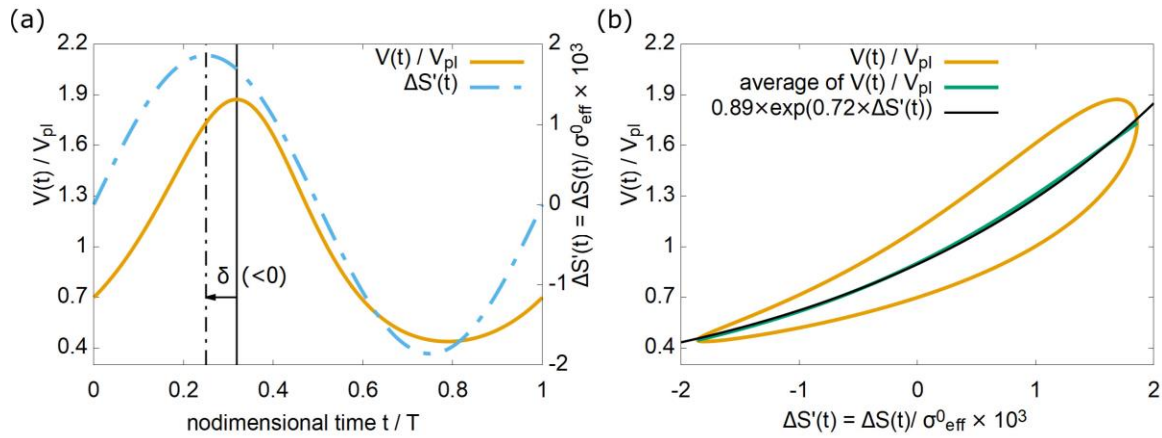 (a)
2.2
1.9
1.6
1.3
1
0.7
0.4
V(t) / Vpl
V(t) / Vpl
ΔS'(t)
δ (<0)
2
1
0
-1
-2
ΔS'(t) = ΔS(t)/ σ⁰eff × 10³
0 0.2 0.4 0.6 0.8 1
nodimensional time t / T
(b)
2.2
1.9
1.6
1.3
1
0.7
0.4
V(t) / Vpl
V(t) / Vpl
average of V(t) / Vpl
0.89×exp(0.72×ΔS'(t))
-2 -1 0 1 2
ΔS'(t) = ΔS(t)/ σ⁰eff × 10³